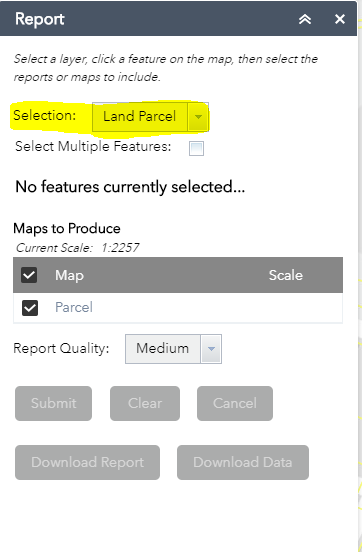 Report
Select a layer, click a feature on the map, then select the
reports or maps to include.
Selection: Land Parcel
Select Multiple Features:
No features currently selected...
Maps to Produce
Current Scale: 1:2257
Map Scale
Parcel
Report Quality: Medium
Submit Clear Cancel
Download Report Download Data